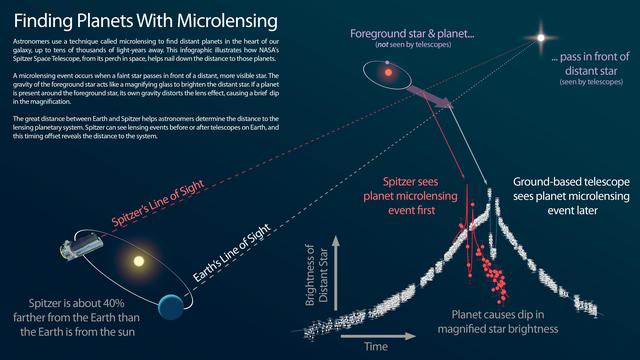 Finding Planets With Microlensing
Astronomers use a technique called microlensing to find distant planets in the heart of our
galaxy, up to tens of thousands of light-years away. This infographic illustrates how NASA's
Spitzer Space Telescope, from its perch in space, helps nail down the distance to those planets.
A microlensing event occurs when a faint star passes in front of a distant, more visible star. The
gravity of the foreground star acts like a magnifying glass to brighten the distant star. If a planet
is present around the foreground star, its own gravity distorts the lens effect, causing a brief dip
in the magnification.
The great distance between Earth and Spitzer helps astronomers determine the distance to the
lensing planetary system. Spitzer can see lensing events before or after telescopes on Earth, and
this timing offset reveals the distance to the system.
Foreground star & planet...
(not seen by telescopes)
... pass in front of
distant star
(seen by telescopes)
Spitzer's Line of Sight
Earth's Line of Sight
Spitzer sees
planet microlensing
event first
Ground-based telescope
sees planet microlensing
event later
Spitzer is about 40%
farther from the Earth than
the Earth is from the sun
Brightness of
Distant Star
Time
Planet causes dip in
magnified star brightness